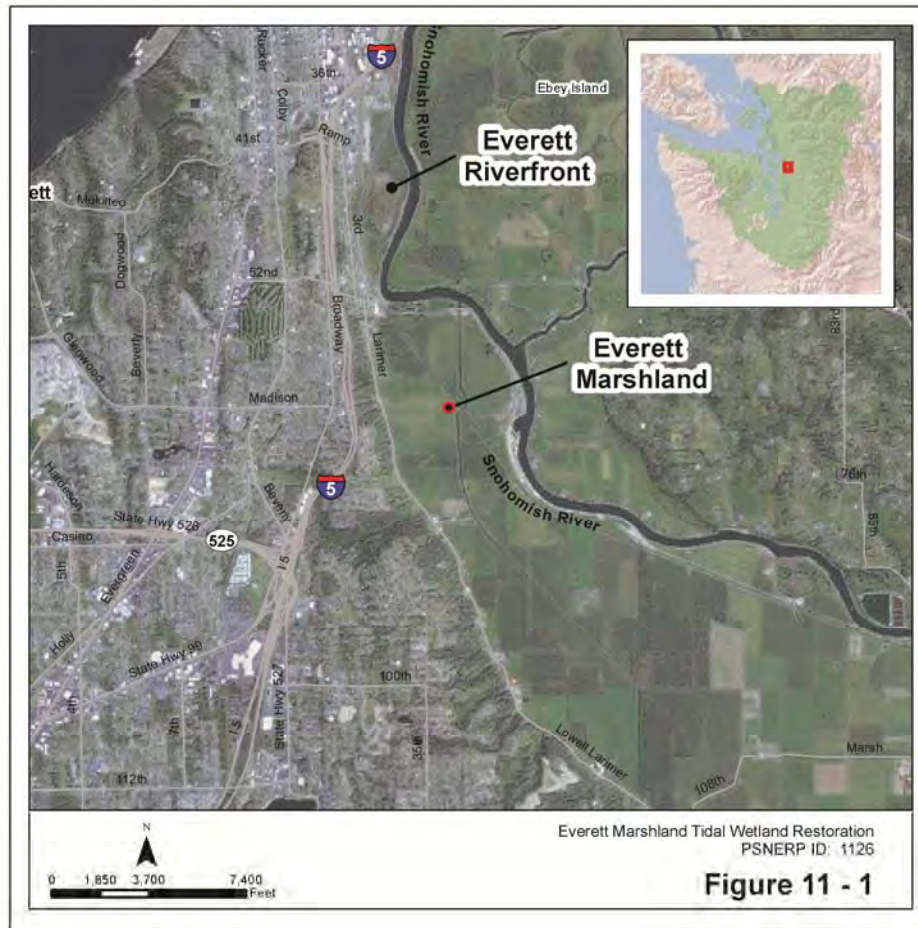 Rucker
Colby
36th
5
Snohomish River
Ebey Island
41st
Ramp
Everett
Riverfront
ett
Mukilteo
Dogwood
3rd
52nd
Broadway
Larimer
Glenwood
Beverly
Everett
Marshland
83rd
Madison
Hardeson
Beverly
5
Snohomish River
76th
85th
State Hwy 526
525
Casino
I 5
5th
Evergreen
Holly
State Hwy 99
4th
7th
I 5
State Hwy 527
100th
35th
112th
Lowell Larimer
108th
Marsh
N
0 1,850 3,700 7,400
Feet
Everett Marshland Tidal Wetland Restoration
PSNERP ID: 1126
Figure 11 - 1